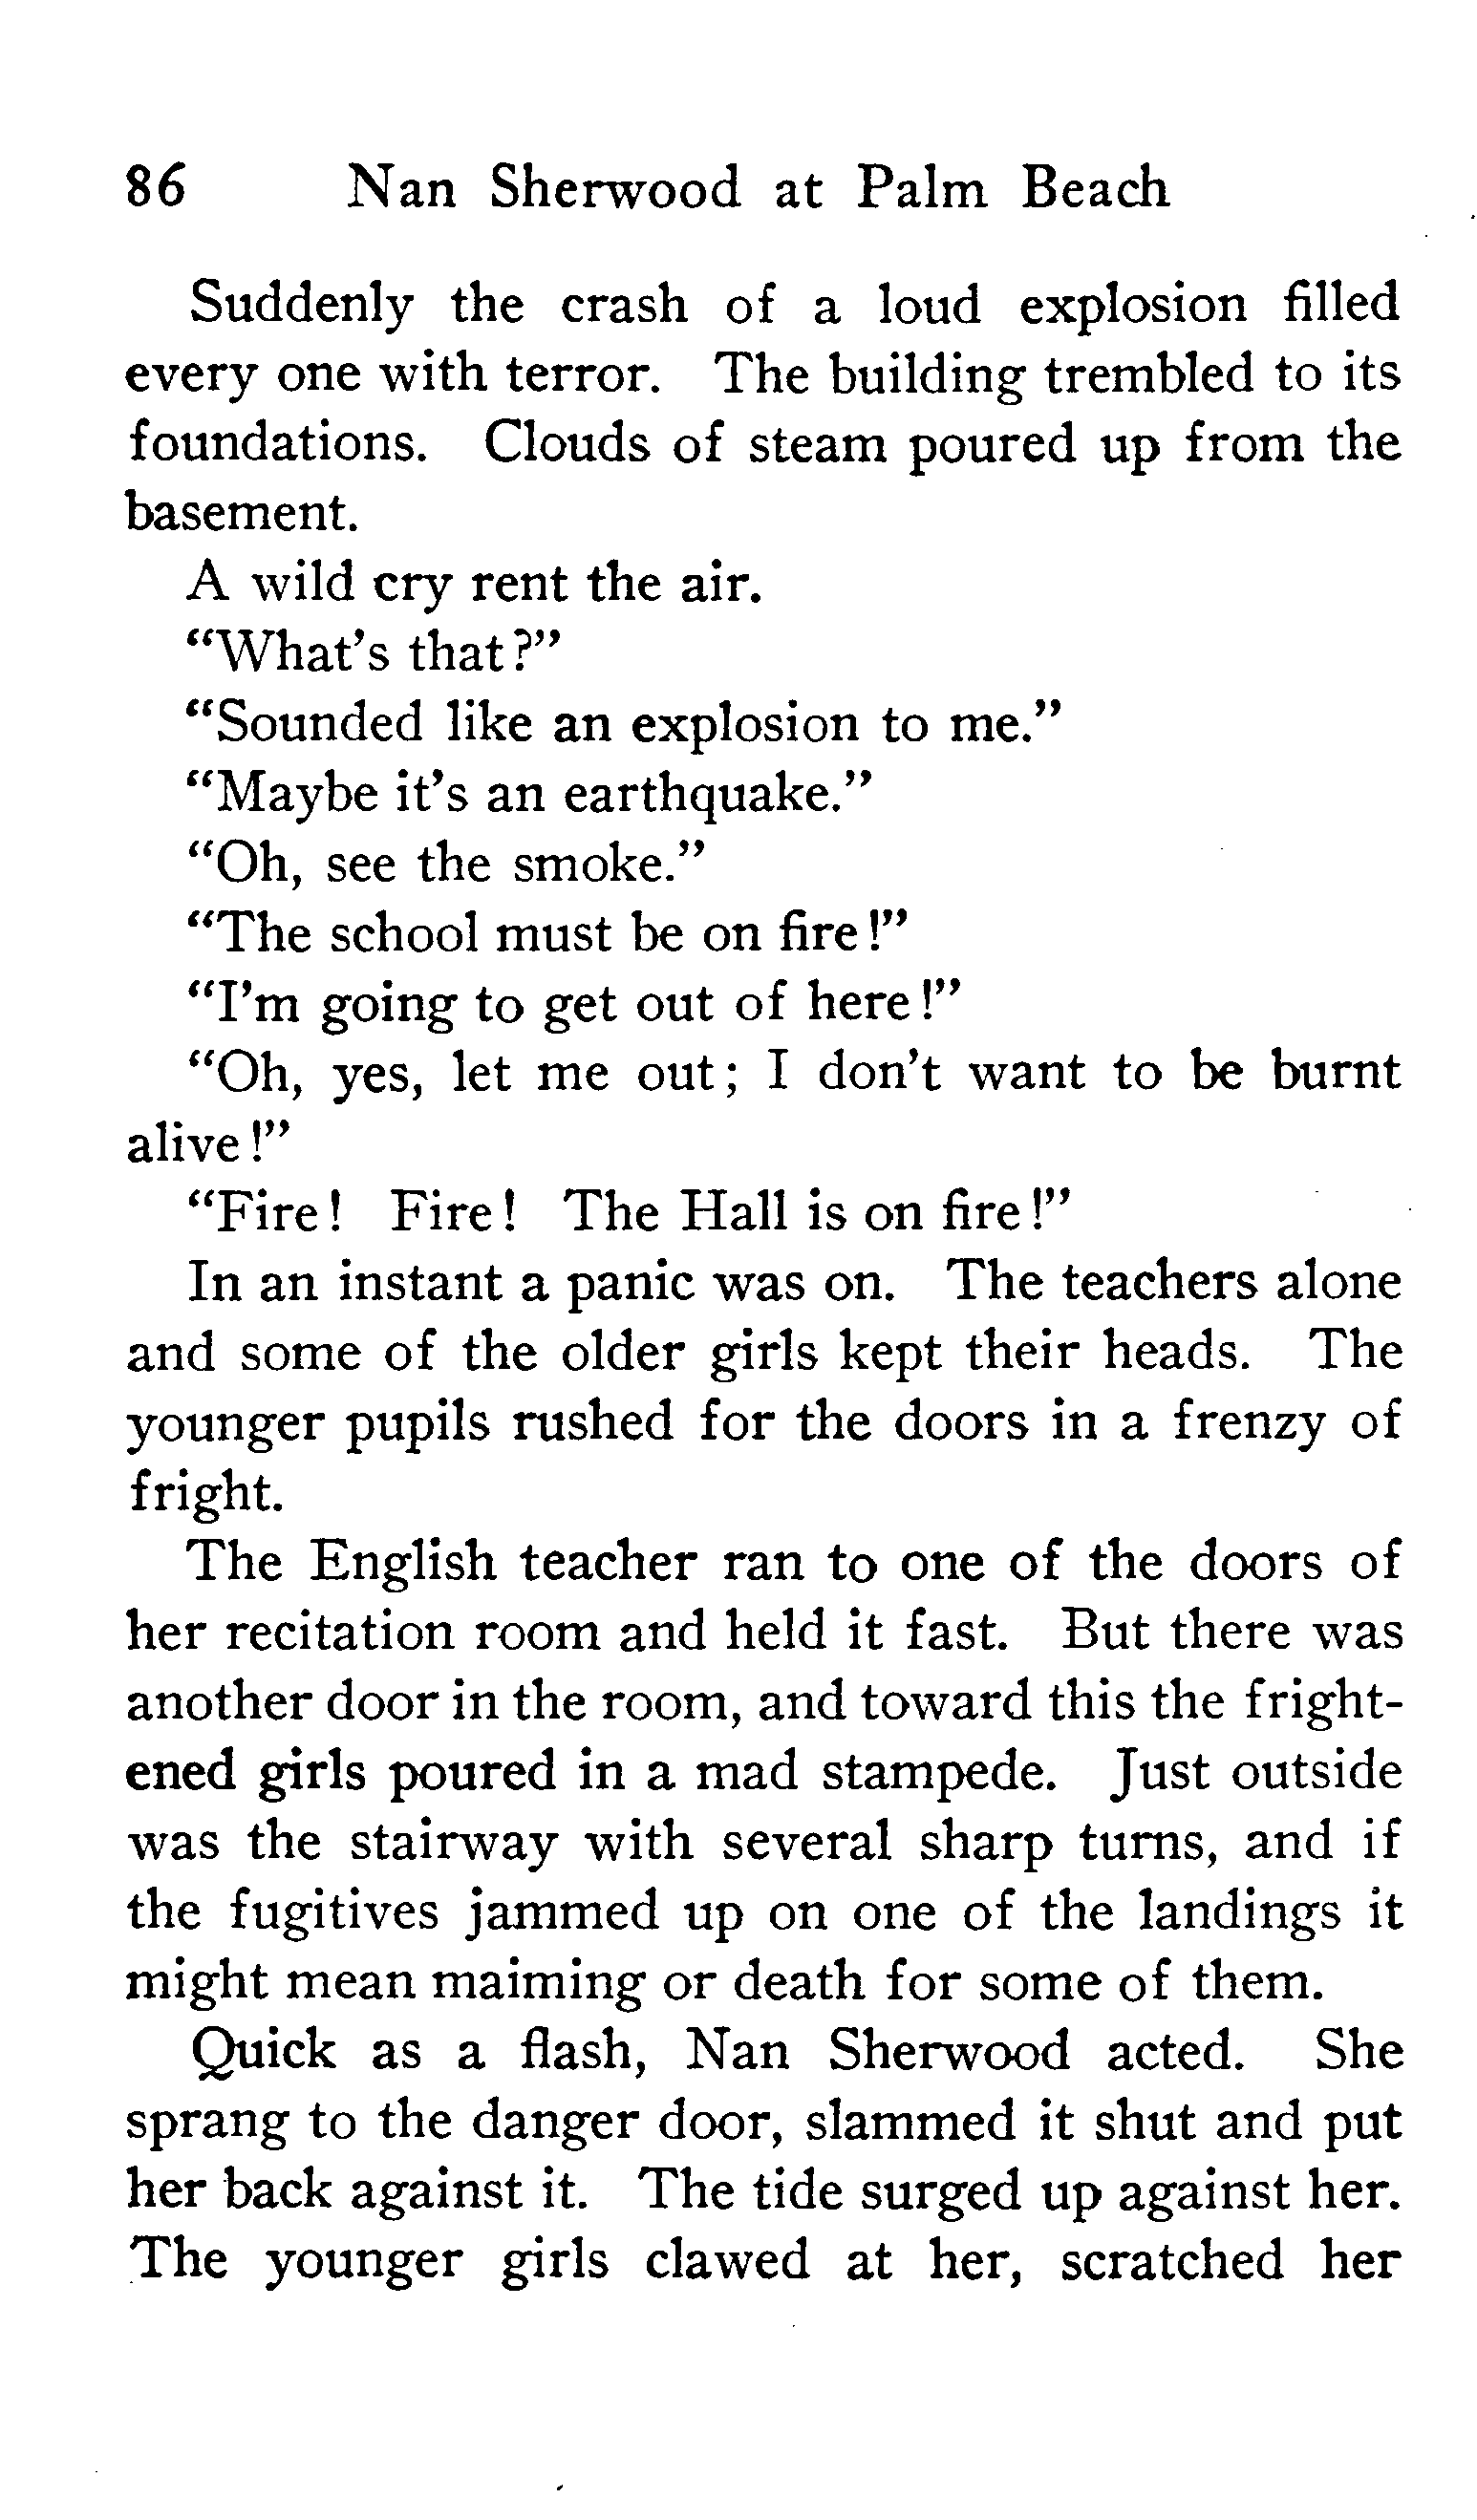 86 Nan Sherwood at Palm Beach
Suddenly the crash of a loud explosion filled
every one with terror. The building trembled to its
foundations. Clouds of steam poured up from the
basement.
A wild cry rent the air.
"What's that?"
"Sounded like an explosion to me."
"Maybe it's an earthquake."
"Oh, see the smoke."
"The school must be on fire!"
"I'm going to get out of here!"
"Oh, yes, let me out; I don't want to be burnt
alive!"
"Fire! Fire! The Hall is on fire!"
In an instant a panic was on. The teachers alone
and some of the older girls kept their heads. The
younger pupils rushed for the doors in a frenzy of
fright.
The English teacher ran to one of the doors of
her recitation room and held it fast. But there was
another door in the room, and toward this the fright-
ened girls poured in a mad stampede. Just outside
was the stairway with several sharp turns, and if
the fugitives jammed up on one of the landings it
might mean maiming or death for some of them.
Quick as a flash, Nan Sherwood acted. She
sprang to the danger door, slammed it shut and put
her back against it. The tide surged up against her.
The younger girls clawed at her, scratched her